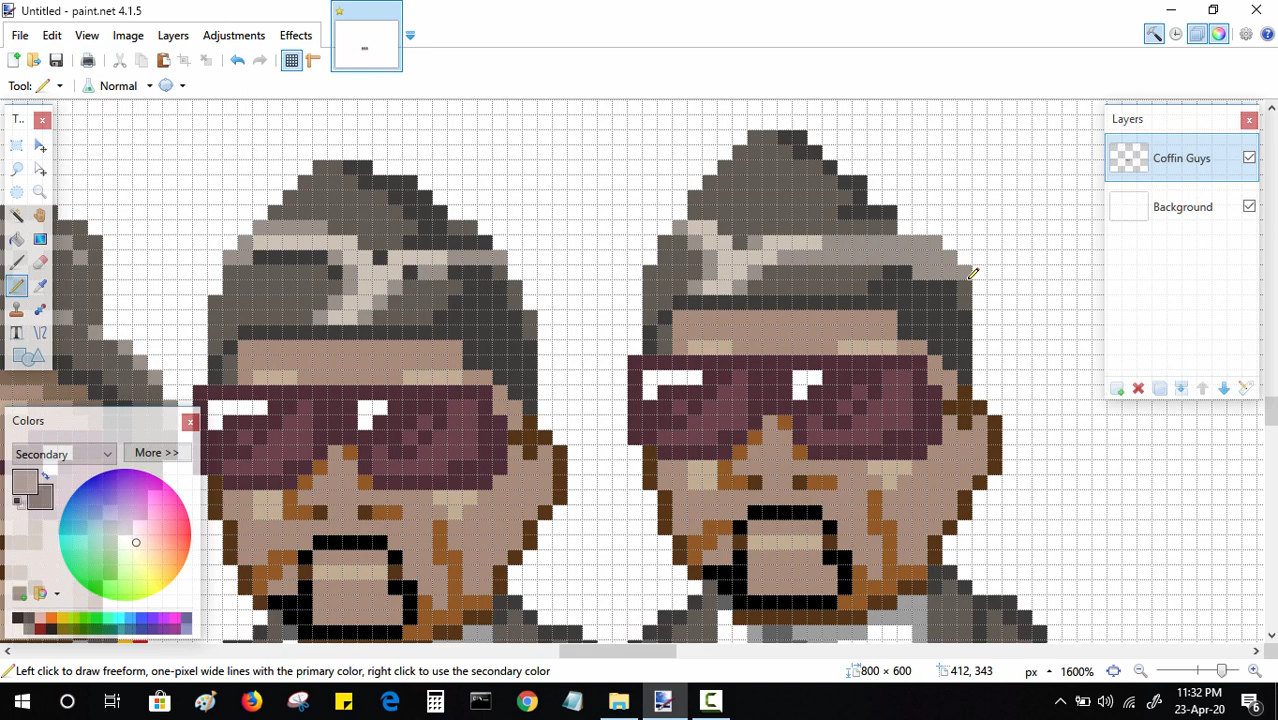 Untitled - paint.net 4.1.5
File Edit View Image Layers Adjustments Effects
Tool: Normal
T..
Layers
Coffin Guys
Background
Colors
Secondary More >>
Left click to draw freeform, one-pixel wide lines with the primary color, right click to use the secondary color
800 × 600 412, 343 px 1600%
11:32 PM
23-Apr-20
6